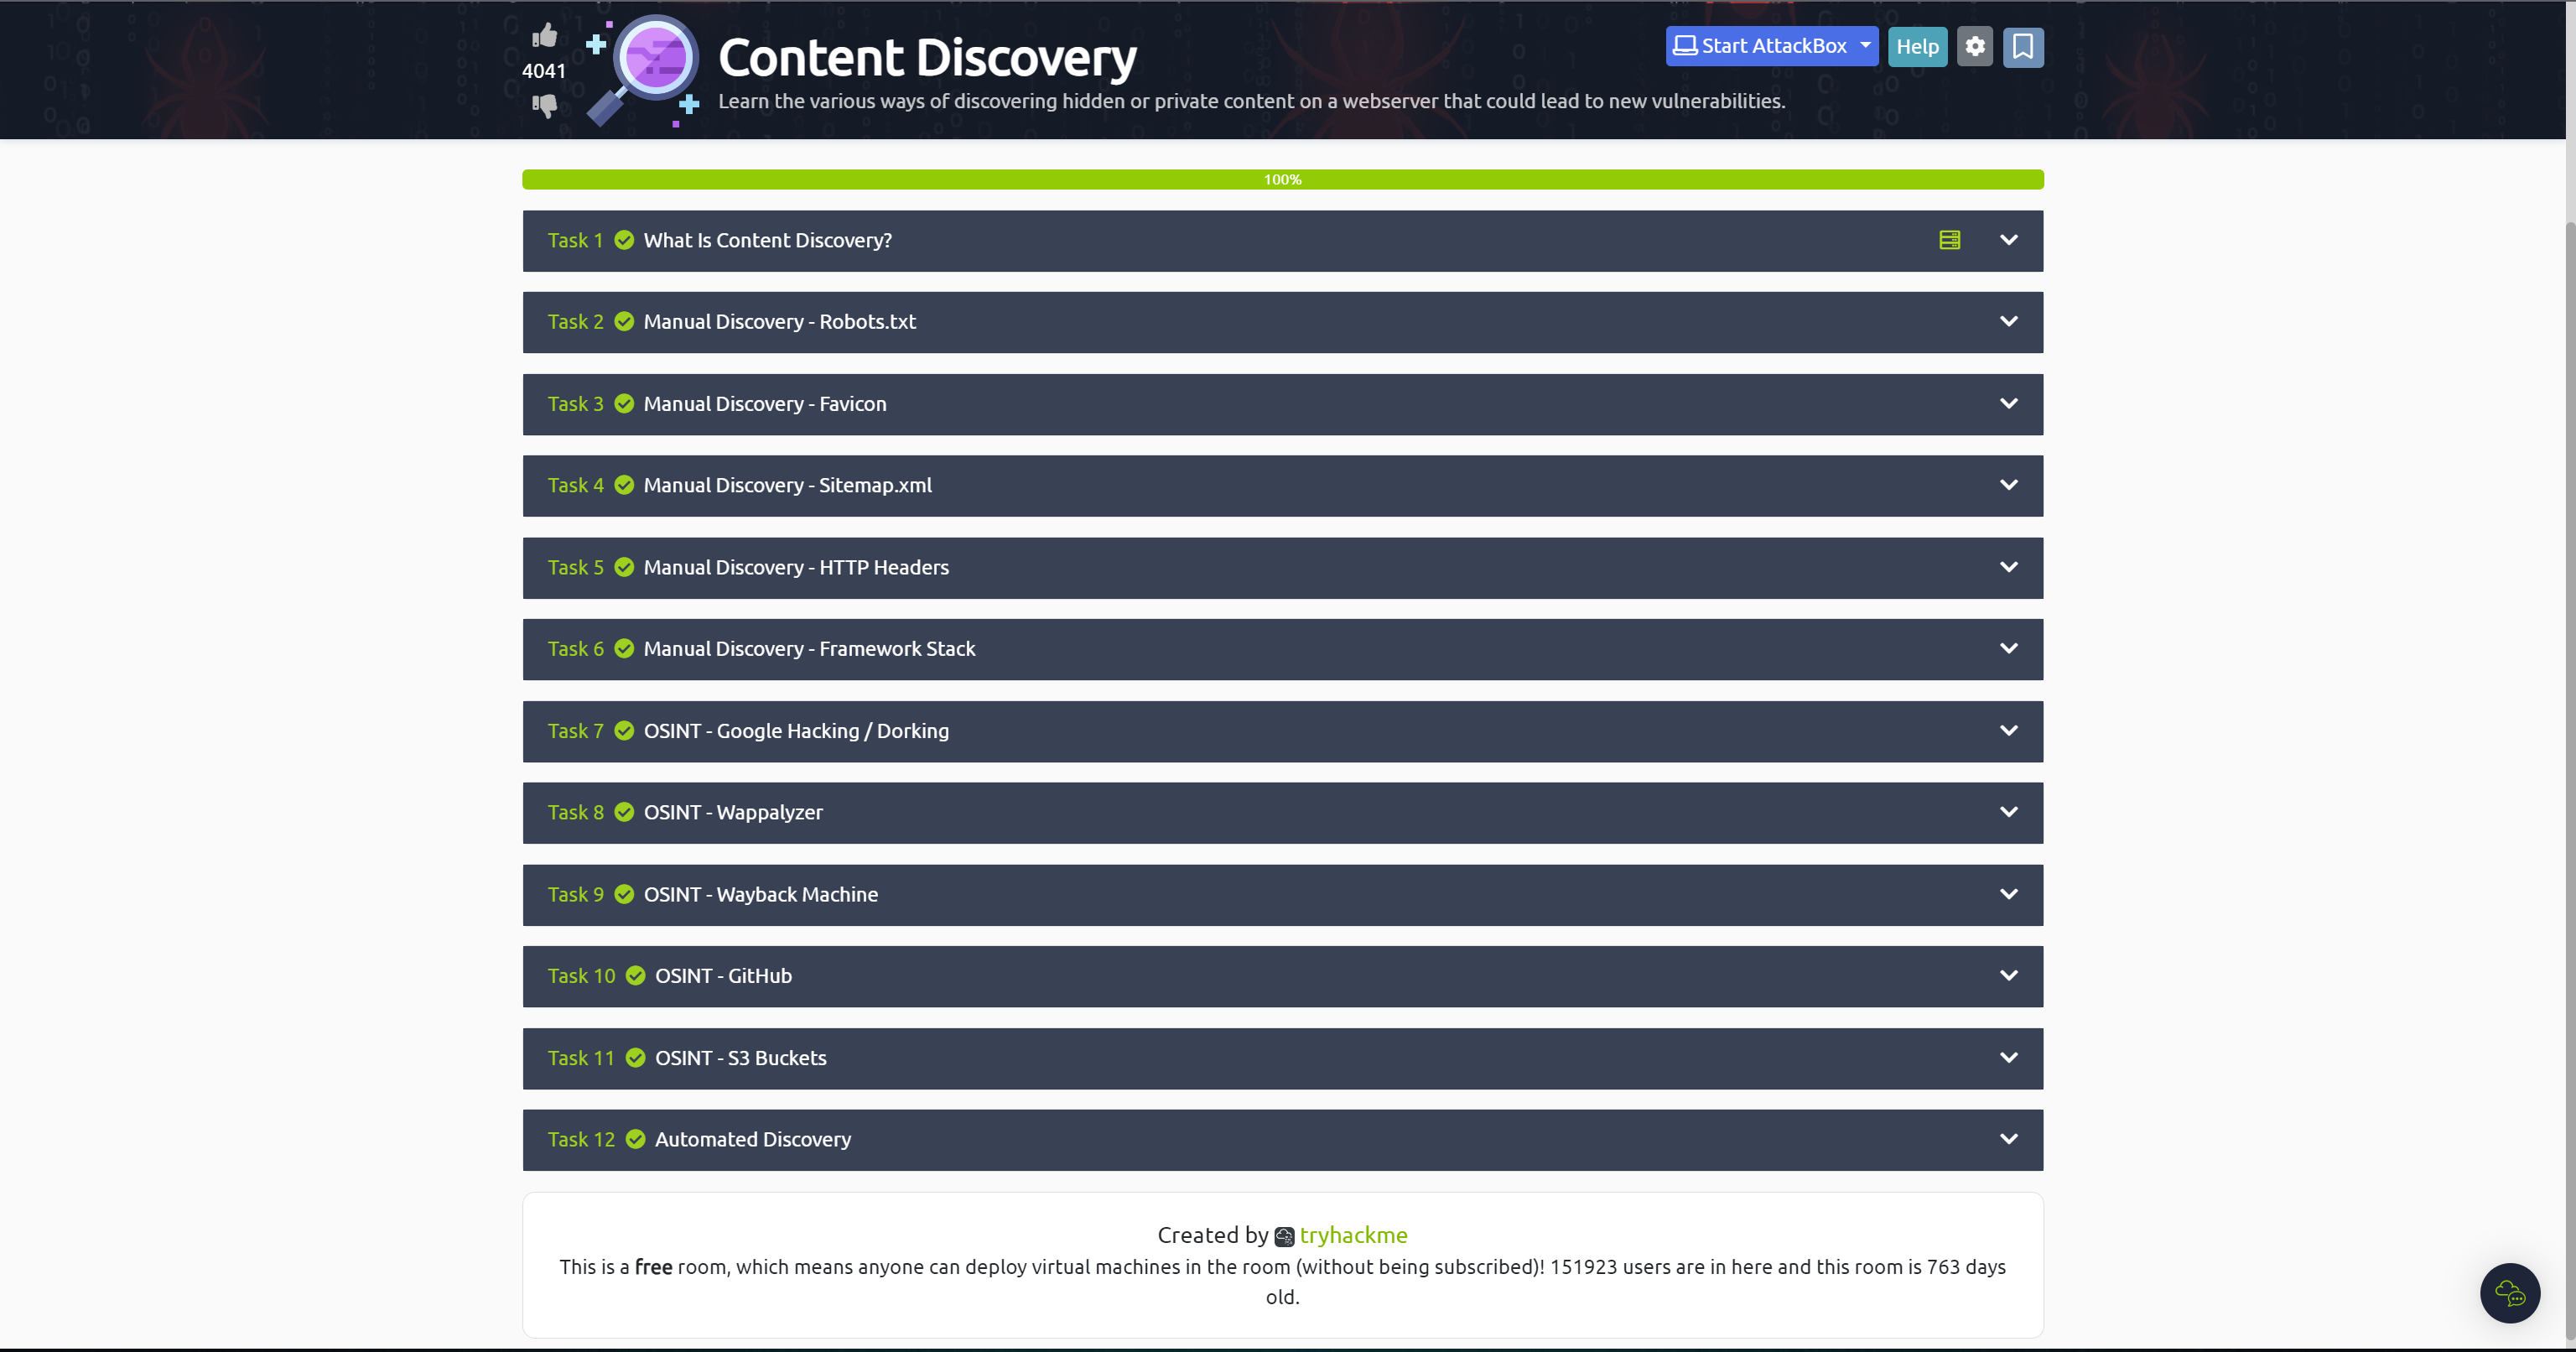 Content Discovery
Start AttackBox
Help
4041
Learn the various ways of discovering hidden or private content on a webserver that could lead to new vulnerabilities.
100%
Task 1 What Is Content Discovery?
Task 2 Manual Discovery - Robots.txt
Task 3 Manual Discovery - Favicon
Task 4 Manual Discovery - Sitemap.xml
Task 5 Manual Discovery - HTTP Headers
Task 6 Manual Discovery - Framework Stack
Task 7 OSINT - Google Hacking / Dorking
Task 8 OSINT - Wappalyzer
Task 9 OSINT - Wayback Machine
Task 10 OSINT - GitHub
Task 11 OSINT - S3 Buckets
Task 12 Automated Discovery
Created by tryhackme
This is a free room, which means anyone can deploy virtual machines in the room (without being subscribed)! 151923 users are in here and this room is 763 days
old.